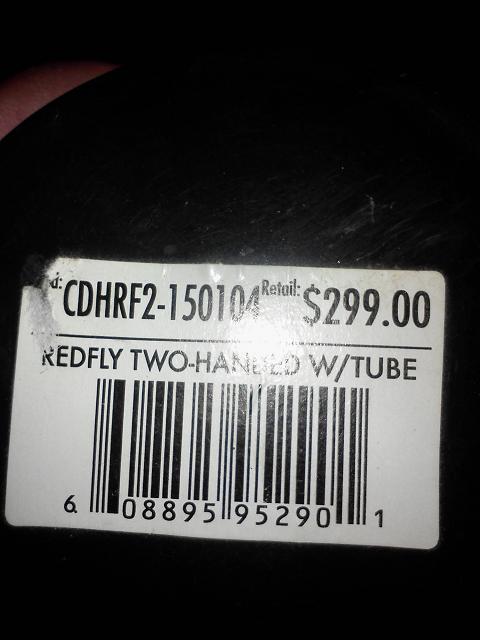 d: CDHRF2-150104 Retail: $299.00
REDFLY TWO-HANDED W/TUBE
6 08895 95290 1